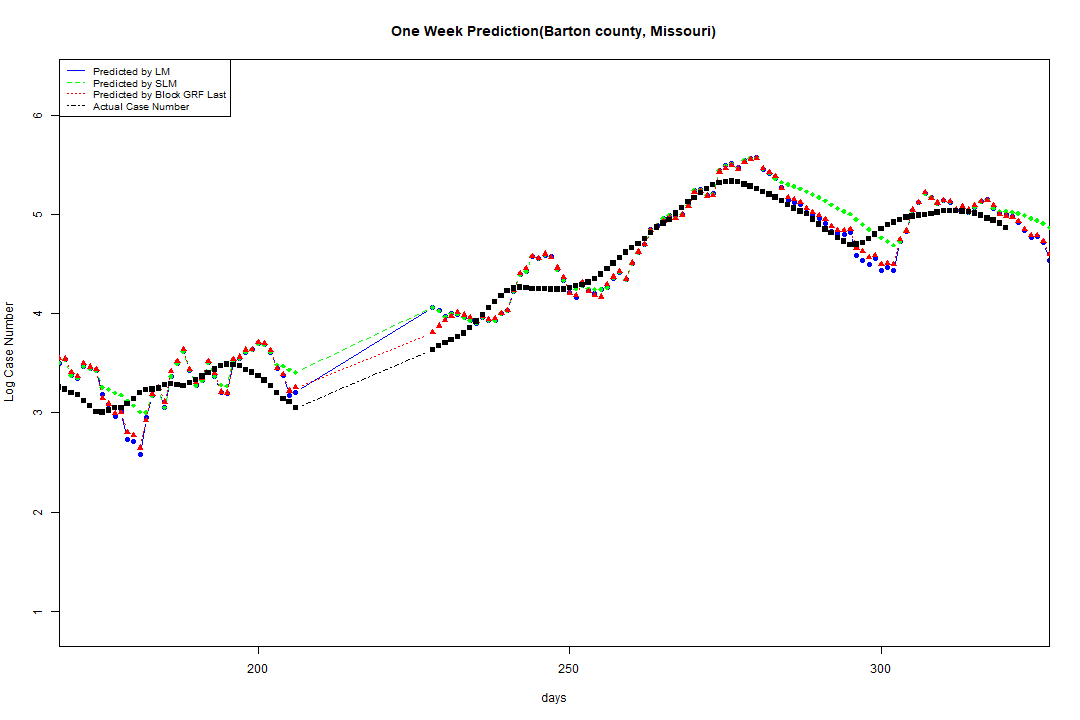 One Week Prediction(Barton county, Missouri)
Predicted by LM
Predicted by SLM
Predicted by Block GRF Last
Actual Case Number
6
5
4
3
2
1
Log Case Number
200
250
300
days